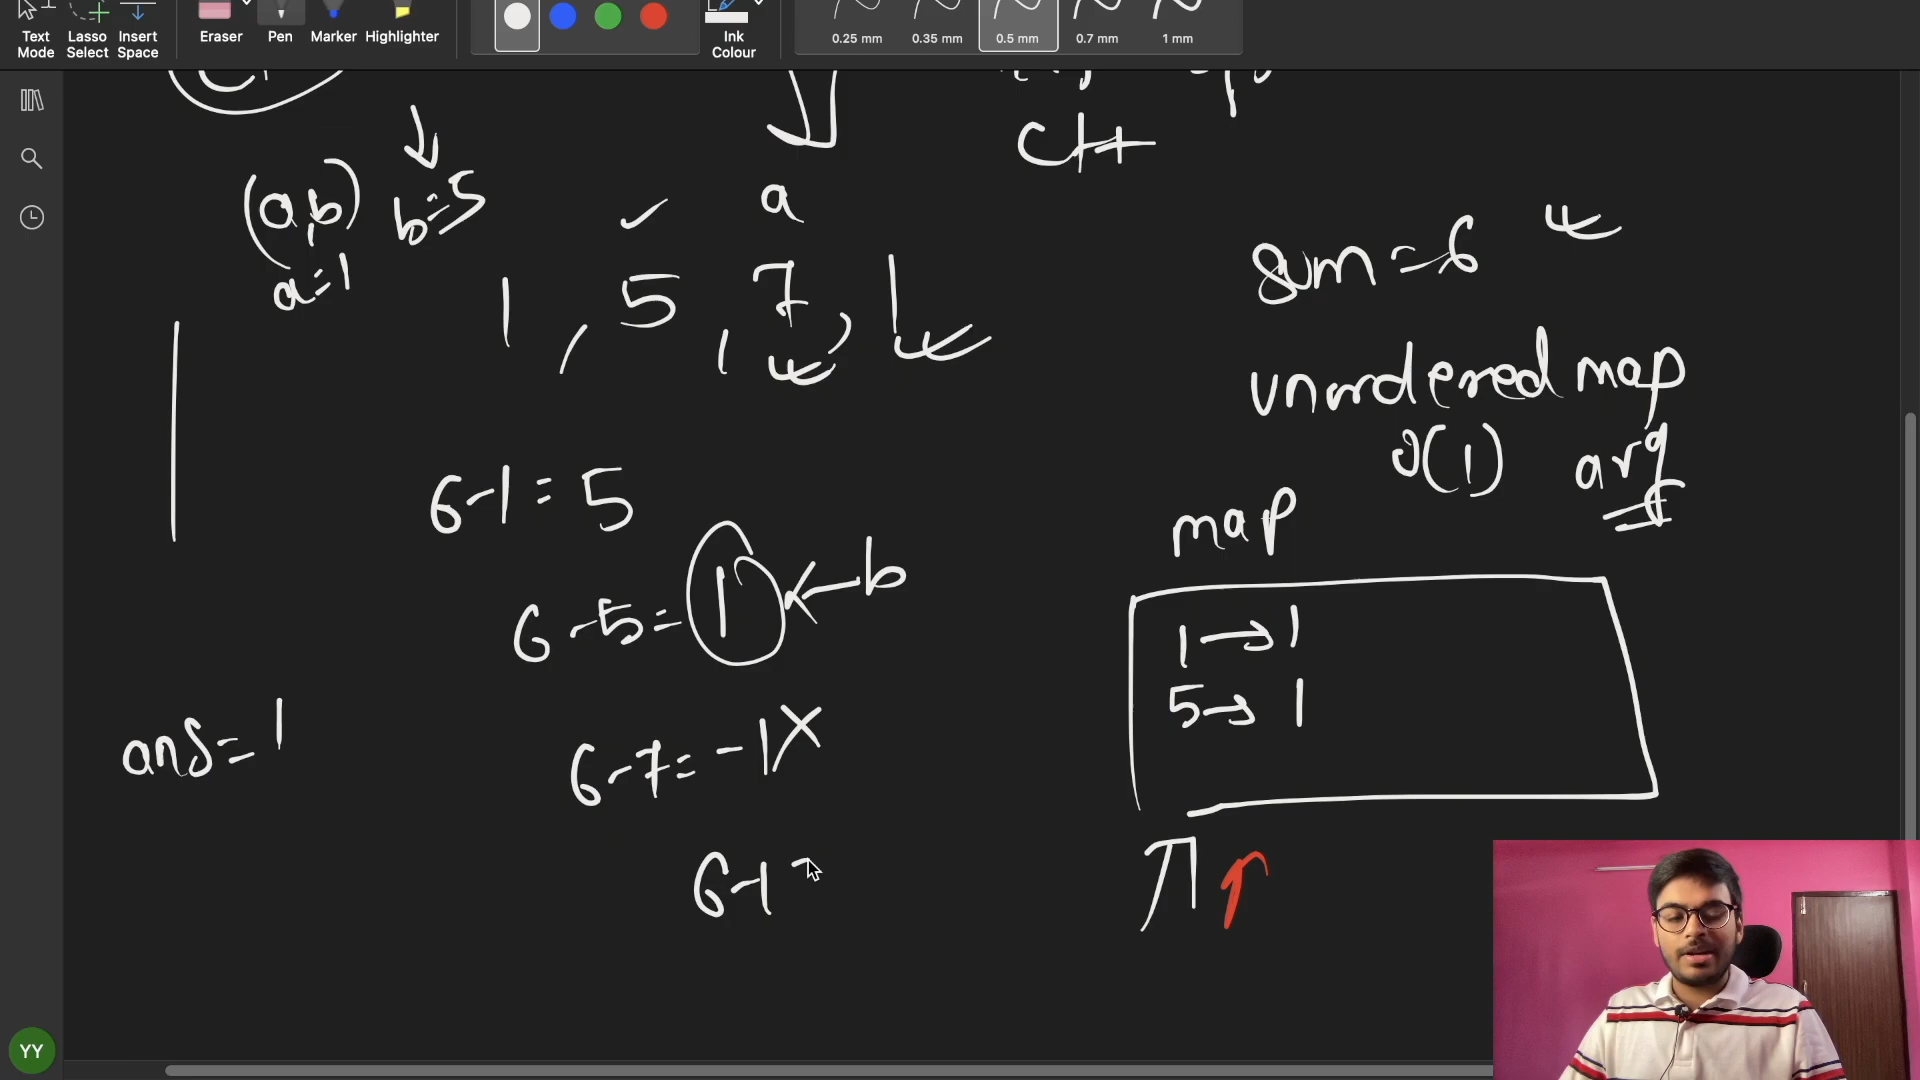 Text Mode
Lasso Select
Insert Space
Eraser
Pen
Marker
Highlighter
Ink Colour
0.25 mm
0.35 mm
0.5 mm
0.7 mm
1 mm
C++
(a,b)
b=5
a
a=1
1, 5, 7, 1
sum=6
unordered map
O(1)
6-1=5
map
6-5=1
b
1→1
5→1
6-7=-1X
ans=1
6-1
YY